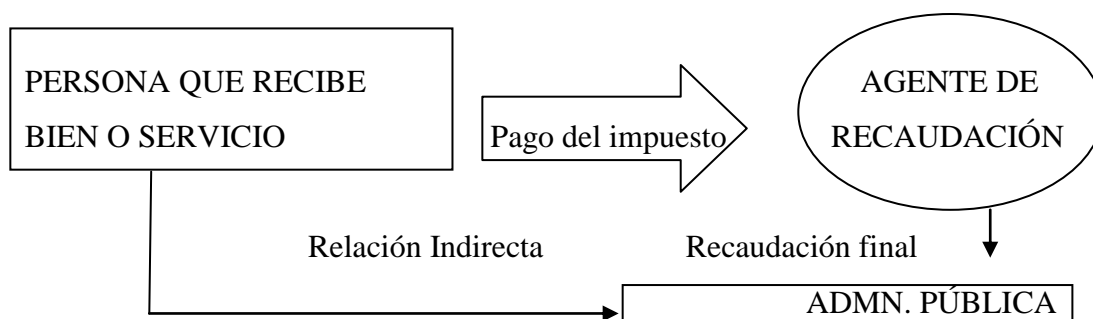 PERSONA QUE RECIBE
BIEN O SERVICIO
Pago del impuesto
AGENTE DE
RECAUDACIÓN
Relación Indirecta
Recaudación final
ADMN. PÚBLICA